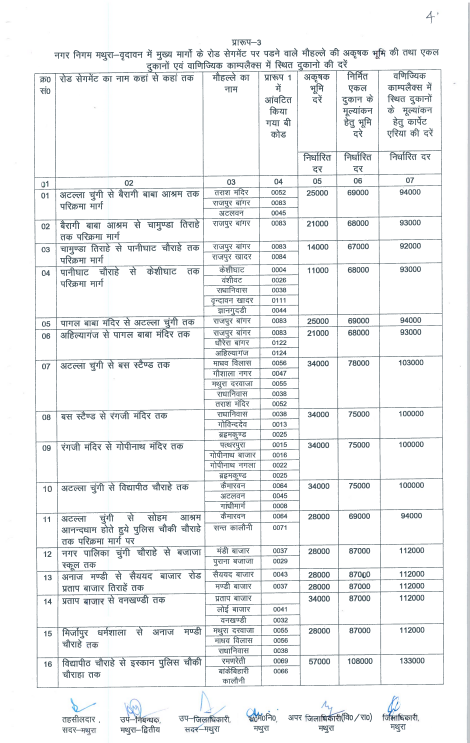 4
प्रारूप-3
नगर निगम मथुरा-वृदावन में मुख्य मार्गो के रोड सेगमेंट पर पडने वाले मौहल्ले की अकृषक भूमि की तथा एकल
दुकानों एवं वाणिज्यिक काम्पलैक्स में स्थित दुकानो की दरें
क्र0 सं0 | रोड सेगमेंट का नाम कहां से कहां तक | मौहल्ले का नाम | प्रारूप 1 में आंवटित किया गया बी कोड | अकृषक भूमि दरें | निर्मित एकल दुकान के मूल्यांकन हेतु भूमि दरे | वणिज्यिक काम्पलैक्स में स्थित दुकानों के मूल्यांकन हेतु कार्पेट एरिया की दरें
निर्धारित दर | निर्धारित दर | निर्धारित दर
01 | 02 | 03 | 04 | 05 | 06 | 07
01 | अटल्ला चुंगी से बैरागी बाबा आश्रम तक परिक्रमा मार्ग | तराश मंदिर | 0052 | 25000 | 69000 | 94000
राजपुर बांगर | 0083
अटलवन | 0045
02 | बैरागी बाबा आश्रम से चामुण्डा तिराहे तक परिक्रमा मार्ग | राजपुर बांगर | 0083 | 21000 | 68000 | 93000
03 | चामुण्डा तिराहे से पानीघाट चौराहे तक परिक्रमा मार्ग | राजपुर बांगर | 0083 | 14000 | 67000 | 92000
राजपुर खादर | 0084
04 | पानीघाट चौराहे से केशीघाट तक परिक्रमा मार्ग | केशीघाट | 0004 | 11000 | 68000 | 93000
वंशीवट | 0026
राधानिवास | 0038
वृन्दावन खादर | 0111
ज्ञानगुदडी | 0044
05 | पागल बाबा मंदिर से अटल्ला चुंगी तक | राजपुर बांगर | 0083 | 25000 | 69000 | 94000
06 | अहिल्यागंज से पागल बाबा मंदिर तक | राजपुर बांगर | 0083 | 21000 | 68000 | 93000
धौरेरा बांगर | 0122
अहिल्यागंज | 0124
07 | अटल्ला चुंगी से बस स्टैण्ड तक | माधव विलास | 0056 | 34000 | 78000 | 103000
गौशाला नगर | 0047
मथुरा दरवाजा | 0055
राधानिवास | 0038
तराश मंदिर | 0052
08 | बस स्टैण्ड से रंगजी मंदिर तक | राधानिवास | 0038 | 34000 | 75000 | 100000
गोविन्ददेव | 0013
ब्रहमकुण्ड | 0025
09 | रंगजी मंदिर से गोपीनाथ मंदिर तक | पत्थरपुरा | 0015 | 34000 | 75000 | 100000
गोपीनाथ बाजार | 0016
गोपीनाथ नगला | 0022
ब्रहमकुण्ड | 0025
10 | अटल्ला चुंगी से विद्यापीठ चौराहे तक | कैमारवन | 0064 | 34000 | 75000 | 100000
अटलवन | 0045
गांधीमार्ग | 0008
11 | अटल्ला चुंगी से सोहम आश्रम आनन्दधाम होते हुये पुलिस चौकी चौराहे तक परिक्रमा मार्ग पर | कैमारवन | 0064 | 28000 | 69000 | 94000
सन्त कालौनी | 0071
12 | नगर पालिका चुंगी चौराहे से बजाजा स्कूल तक | मंडी बाजार | 0037 | 28000 | 87000 | 112000
पुराना बजाजा | 0029
13 | अनाज मण्डी से सैययद बाजार रोड प्रताप बाजार तिराहें तक | सैययद बाजार | 0043 | 28000 | 87000 | 112000
मण्डी बाजार | 0037 | 28000 | 87000 | 112000
14 | प्रताप बाजार से वनखण्डी तक | प्रताप बाजार | 34000 | 87000 | 112000
लोई बाजार | 0041
वनखण्डी | 0032
15 | मिर्जापुर धर्मशाला से अनाज मण्डी चौराहे तक | मथुरा दरवाजा | 0055 | 28000 | 87000 | 112000
माधव विलास | 0056
राधानिवास | 0038
16 | विद्यापीठ चौराहे से इस्कान पुलिस चौकी चौराहा तक | रमणरेती | 0069 | 57000 | 108000 | 133000
बांकेबिहारी कालौनी | 0066
तहसीलदार, सदर-मथुरा
उप-निबन्धक, मथुरा-द्वितीय
उप-जिलाधिकारी, सदर-मथुरा
मथुरा
अपर जिलाधिकारी(वि0/रा0) मथुरा
जिलाधिकारी, मथुरा